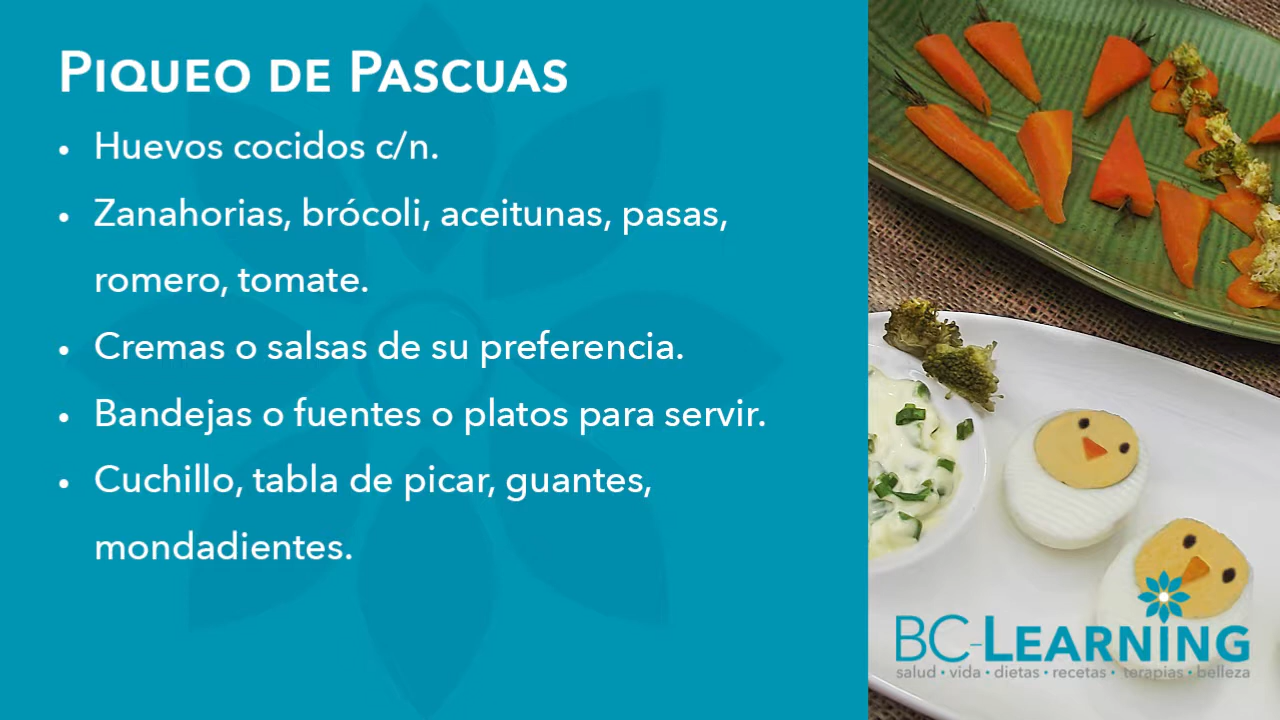 Piqueo de Pascuas
• Huevos cocidos c/n.
• Zanahorias, brócoli, aceitunas, pasas,
romero, tomate.
• Cremas o salsas de su preferencia.
• Bandejas o fuentes o platos para servir.
• Cuchillo, tabla de picar, guantes,
mondadientes.
BC-Learning
salud • vida • dietas • recetas • terapias • belleza